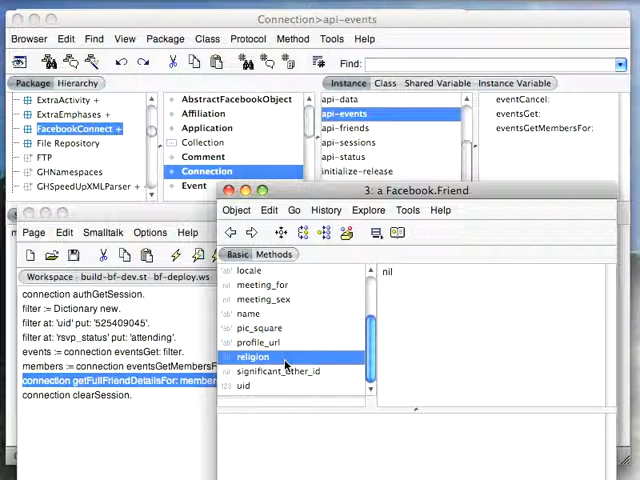 Connection>api-events
Browser Edit Find View Package Class Protocol Method Tools Help
Find:
Package Hierarchy
Instance Class Shared Variable Instance Variable
ExtraActivity +
ExtraEmphases +
FacebookConnect +
File Repository
FTP
GHNamespaces
GHSpeedUpXMLParser +
AbstractFacebookObject
Affiliation
Application
Collection
Comment
Connection
Event
api-data
api-events
api-friends
api-sessions
api-status
initialize-release
eventCancel:
eventsGet:
eventsGetMembersFor:
3: a Facebook.Friend
Object Edit Go History Explore Tools Help
Basic Methods
locale
meeting_for
meeting_sex
name
pic_square
profile_url
religion
significant_other_id
uid
nil
Page Edit Smalltalk Options Help
Workspace build-bf-dev.st bf-deploy.ws
connection authGetSession.
filter := Dictionary new.
filter at: 'uid' put: '525409045'.
filter at: 'rsvp_status' put: 'attending'.
events := connection eventsGet: filter.
members := connection eventsGetMembersF
connection getFullFriendDetailsFor: member
connection clearSession.